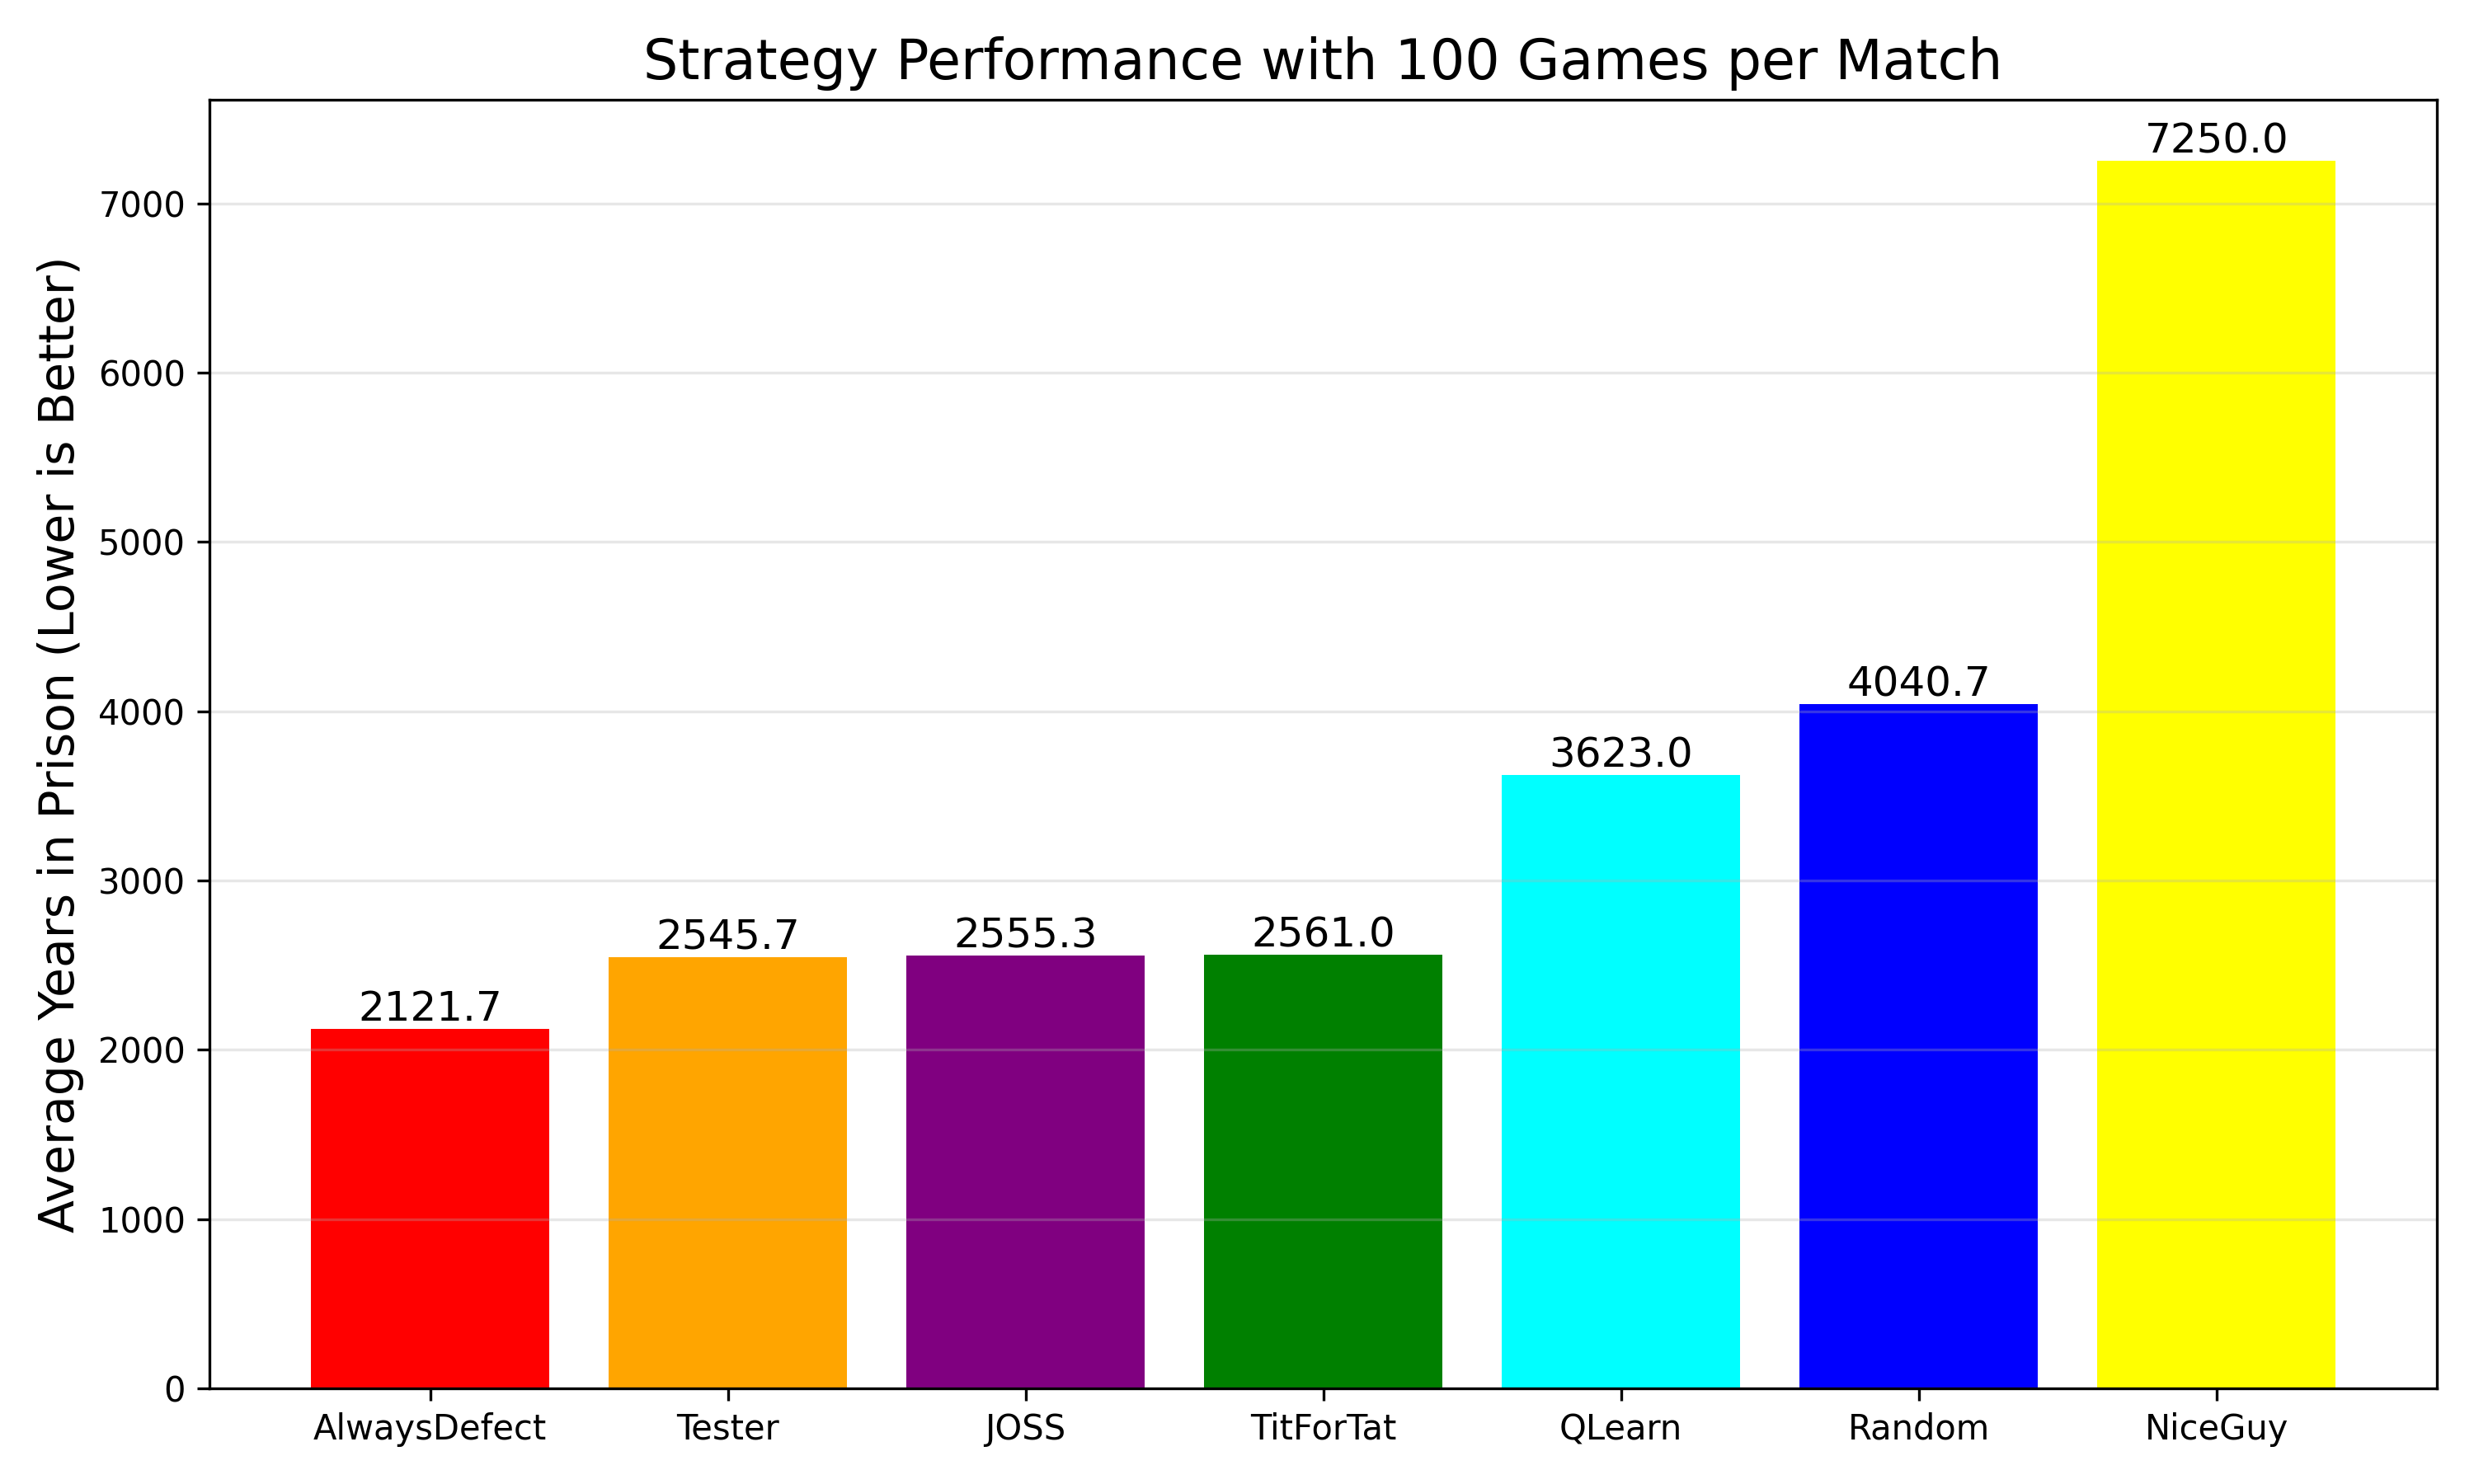 Strategy Performance with 100 Games per Match
Average Years in Prison (Lower is Better)
7000
6000
5000
4000
3000
2000
1000
0
2121.7
2545.7
2555.3
2561.0
3623.0
4040.7
7250.0
AlwaysDefect
Tester
JOSS
TitForTat
QLearn
Random
NiceGuy